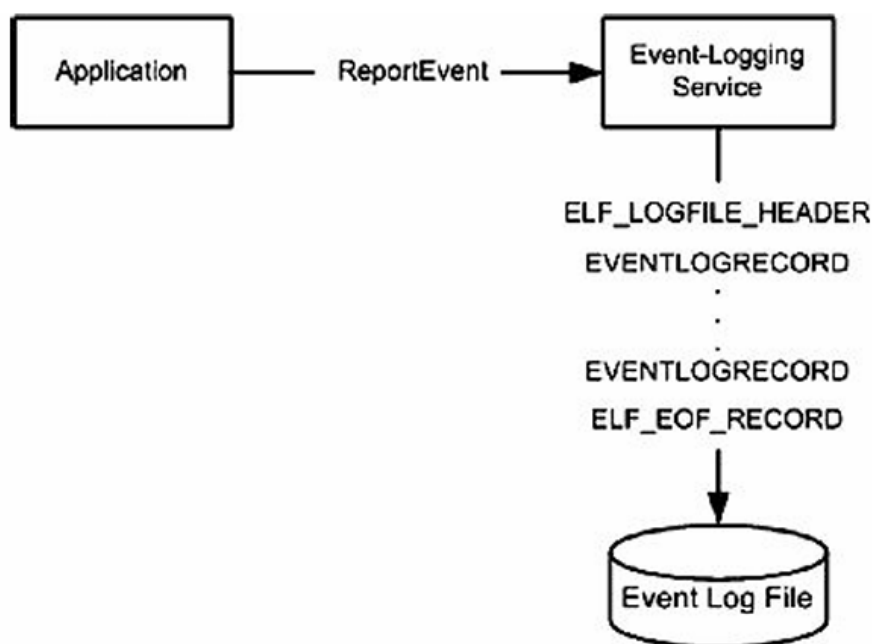 Application
ReportEvent
Event-Logging
Service
ELF_LOGFILE_HEADER
EVENTLOGRECORD
.
.
.
EVENTLOGRECORD
ELF_EOF_RECORD
Event Log File